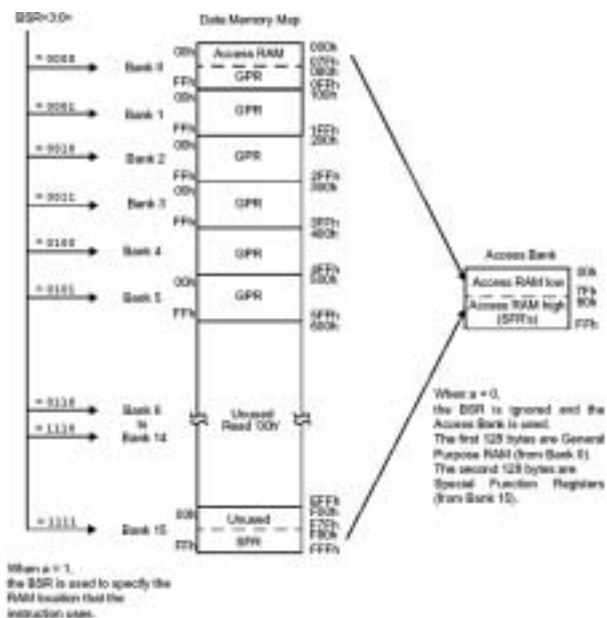 BSR<3:0>
Data Memory Map
= 0000
Bank 0
00h
Access RAM
000h
07Fh
080h
FFh
GPR
0FFh
= 0001
Bank 1
00h
GPR
100h
FFh
1FFh
= 0010
Bank 2
00h
GPR
200h
FFh
2FFh
= 0011
Bank 3
00h
GPR
300h
FFh
3FFh
= 0100
Bank 4
GPR
400h
4FFh
= 0101
Bank 5
00h
GPR
500h
FFh
5FFh
600h
= 0110
= 1110
Bank 6
to
Bank 14
Unused
Read '00h'
EFFh
= 1111
Bank 15
00h
Unused
F00h
F7Fh
F80h
FFh
SFR
FFFh
Access Bank
Access RAM low
00h
7Fh
Access RAM high
(SFR's)
80h
FFh
When a = 0,
the BSR is ignored and the
Access Bank is used.
The first 128 bytes are General
Purpose RAM (from Bank 0).
The second 128 bytes are
Special Function Registers
(from Bank 15).
When a = 1,
the BSR is used to specify the
RAM location that the
instruction uses.